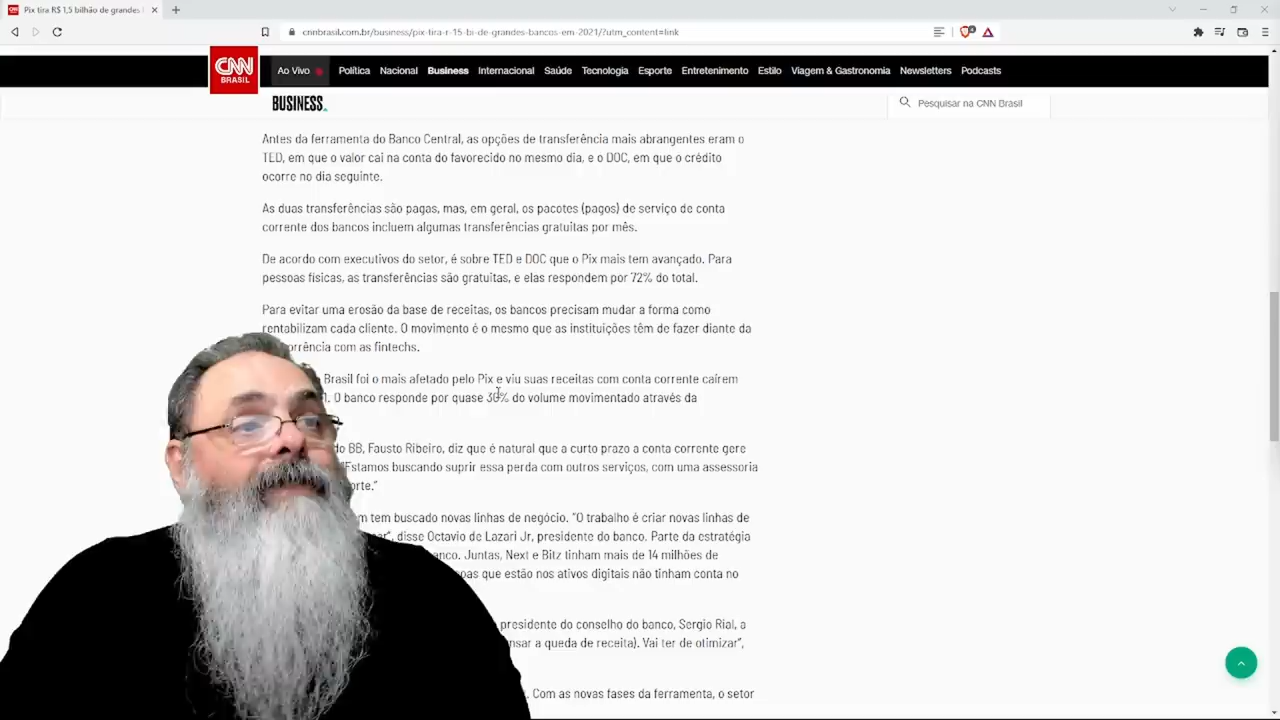 Pix tira R$ 1,5 bilhão de grandes
cnnbrasil.com.br/business/pix-tira-r-15-bi-de-grandes-bancos-em-2021/?utm_content=link
CNN
BRASIL
Ao Vivo Política Nacional Business Internacional Saúde Tecnologia Esporte Entretenimento Estilo Viagem & Gastronomia Newsletters Podcasts
BUSINESS
Pesquisar na CNN Brasil
Antes da ferramenta do Banco Central, as opções de transferência mais abrangentes eram o
TED, em que o valor cai na conta do favorecido no mesmo dia, e o DOC, em que o crédito
ocorre no dia seguinte.
As duas transferências são pagas, mas, em geral, os pacotes (pagos) de serviço de conta
corrente dos bancos incluem algumas transferências gratuitas por mês.
De acordo com executivos do setor, é sobre TED e DOC que o Pix mais tem avançado. Para
pessoas físicas, as transferências são gratuitas, e elas respondem por 72% do total.
Para evitar uma erosão da base de receitas, os bancos precisam mudar a forma como
rentabilizam cada cliente. O movimento é o mesmo que as instituições têm de fazer diante da
orrência com as fintechs.
Brasil foi o mais afetado pelo Pix e viu suas receitas com conta corrente caírem
1. O banco responde por quase 30% do volume movimentado através da
do BB, Fausto Ribeiro, diz que é natural que a curto prazo a conta corrente gere
"Estamos buscando suprir essa perda com outros serviços, com uma assessoria
orte."
m tem buscado novas linhas de negócio. "O trabalho é criar novas linhas de
ar", disse Octavio de Lazari Jr, presidente do banco. Parte da estratégia
anco. Juntas, Next e Bitz tinham mais de 14 milhões de
oas que estão nos ativos digitais não tinham conta no
presidente do conselho do banco, Sergio Rial, a
nsar a queda de receita). Vai ter de otimizar",
. Com as novas fases da ferramenta, o setor